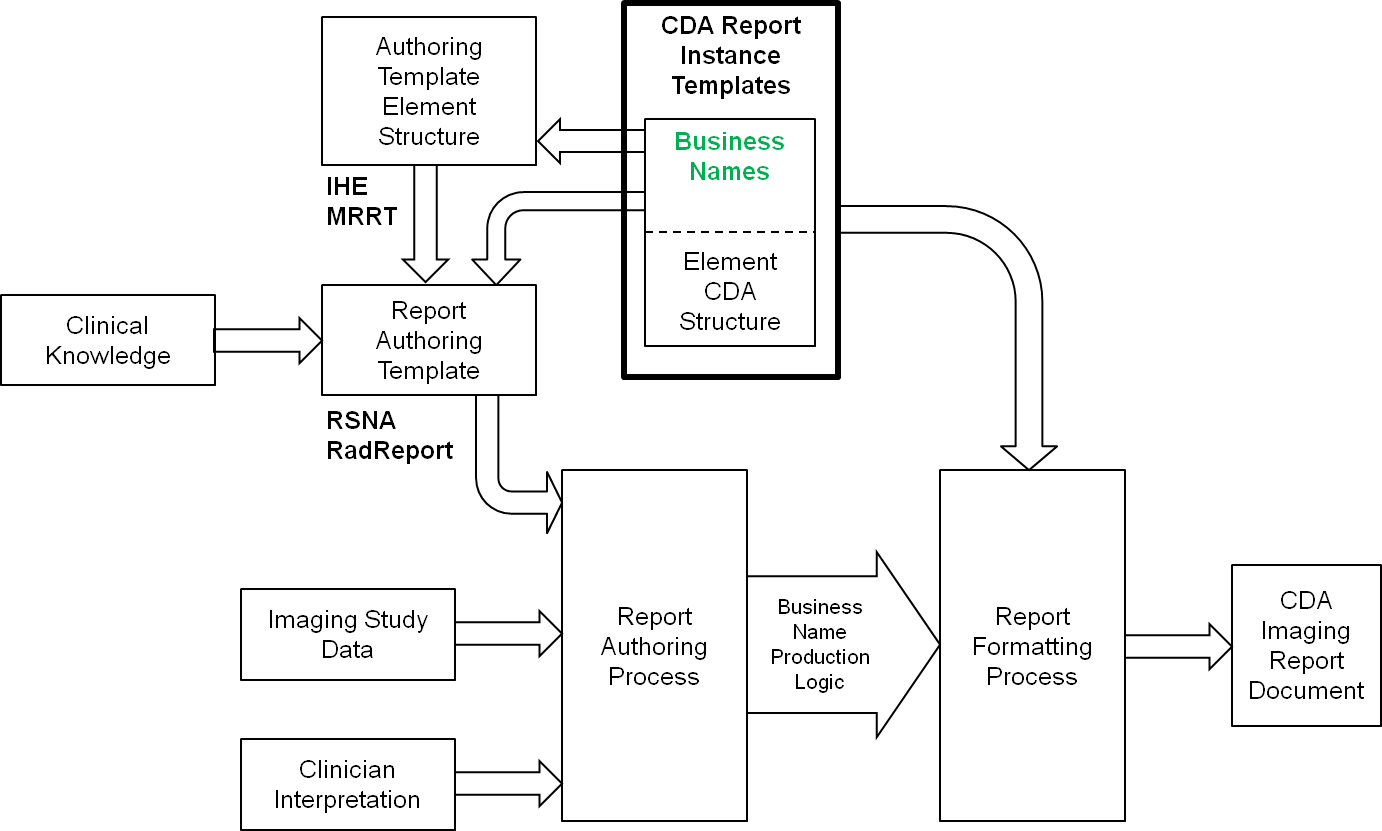 Authoring
Template
Element
Structure
CDA Report
Instance
Templates
Business
Names
Element
CDA
Structure
IHE
MRRT
Clinical
Knowledge
Report
Authoring
Template
RSNA
RadReport
Imaging Study
Data
Clinician
Interpretation
Report
Authoring
Process
Business
Name
Production
Logic
Report
Formatting
Process
CDA
Imaging
Report
Document